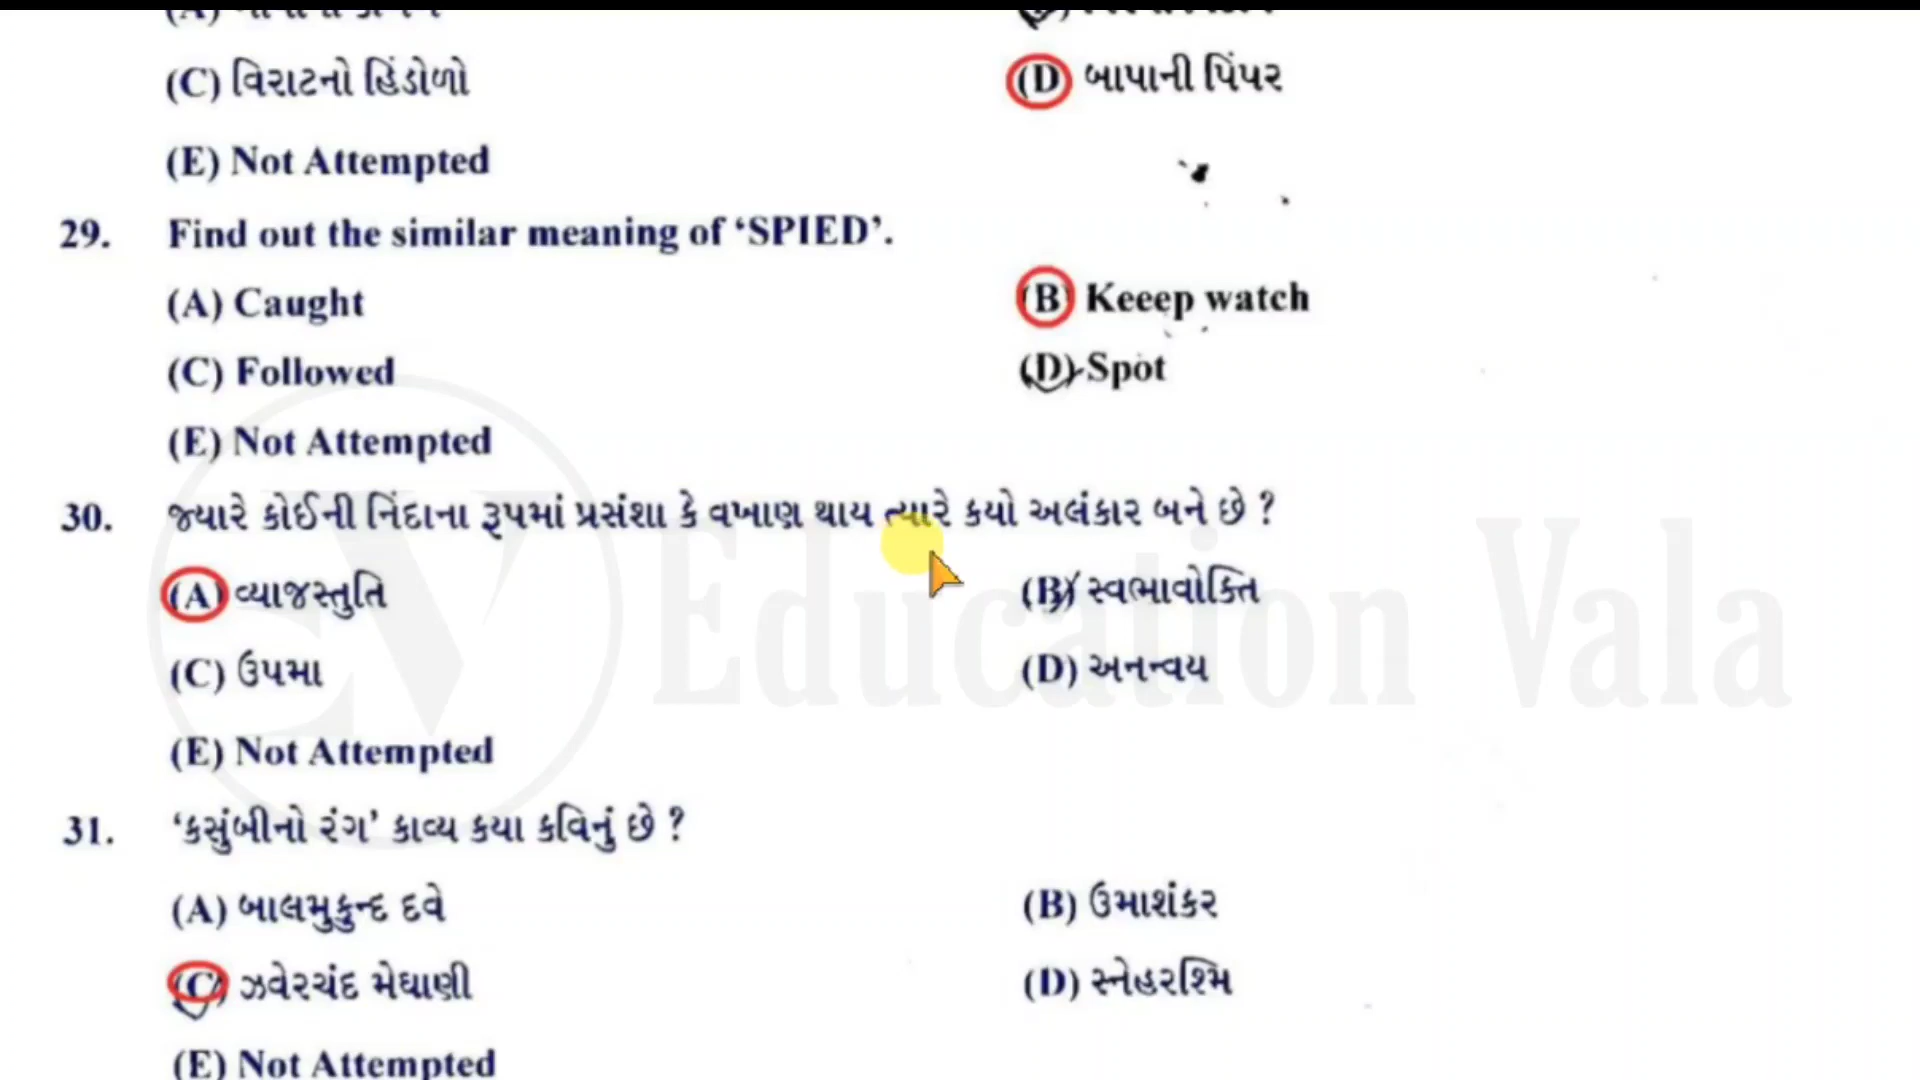 (C) વિરાટનો હિંડોળો
(D) બાપાની પિંપર
(E) Not Attempted
29. Find out the similar meaning of ‘SPIED’.
(A) Caught
(B) Keeep watch
(C) Followed
(D) Spot
(E) Not Attempted
30. જ્યારે કોઈની નિંદાના રૂપમાં પ્રસંશા કે વખાણ થાય ત્યારે કયો અલંકાર બને છે ?
(A) વ્યાજસ્તુતિ
(B) સ્વભાવોક્તિ
(C) ઉપમા
(D) અનન્વય
(E) Not Attempted
Education Vala
31. ‘કસુંબીનો રંગ’ કાવ્ય કયા કવિનું છે ?
(A) બાલમુકુન્દ દવે
(B) ઉમાશંકર
(C) ઝવેરચંદ મેઘાણી
(D) સ્નેહરશ્મિ
(E) Not Attempted